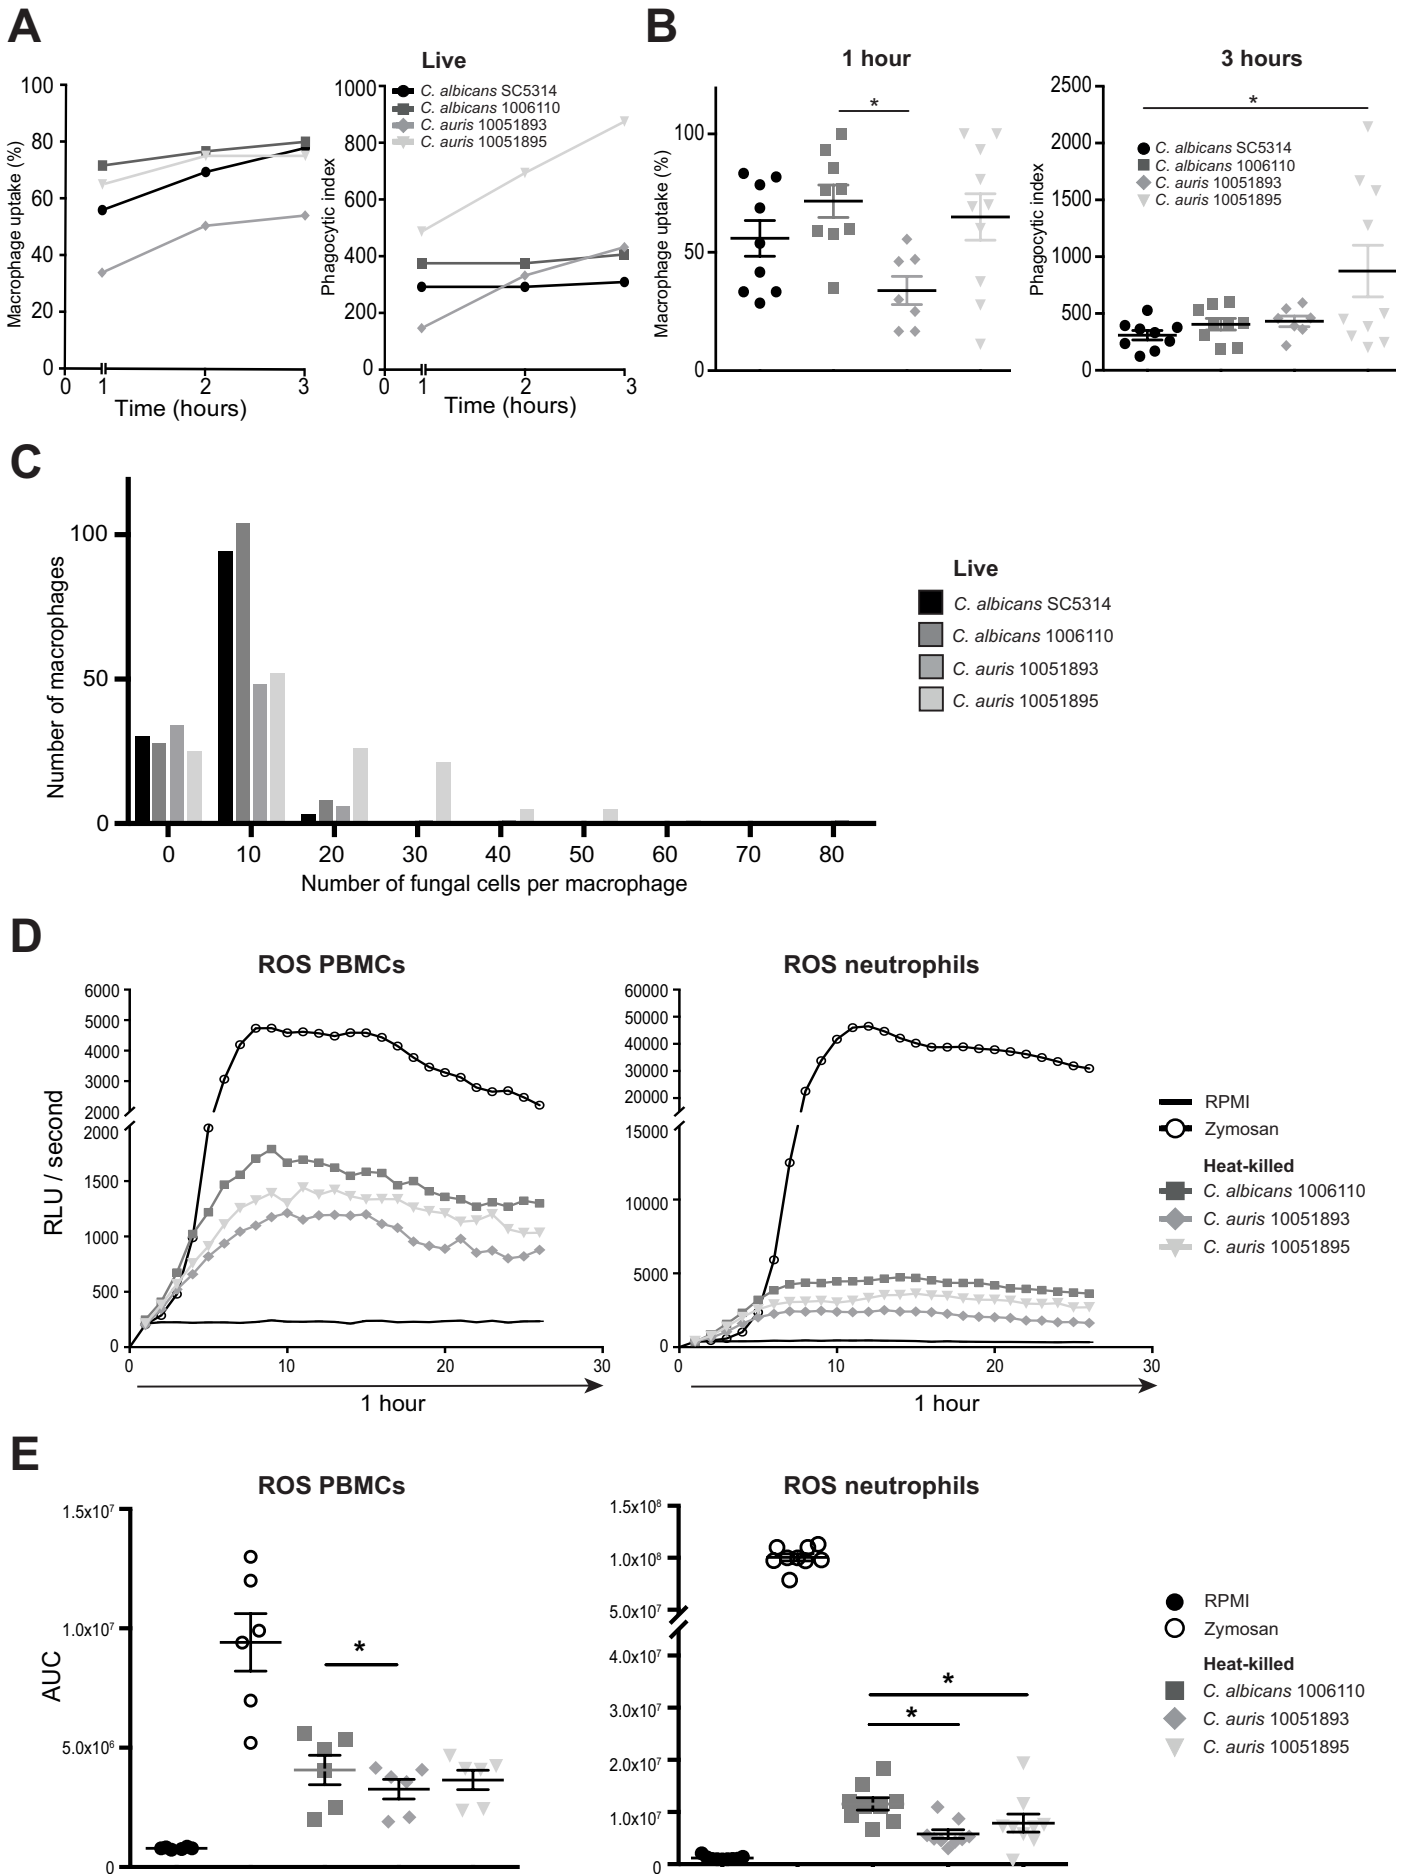 A
Live
Macrophage uptake (%)
100
80
60
40
20
0
0 1 2 3
Time (hours)
Phagocytic index
1000
800
600
400
200
0
0 1 2 3
Time (hours)
C. albicans SC5314
C. albicans 1006110
C. auris 10051893
C. auris 10051895
B
1 hour
Macrophage uptake (%)
100
50
0
*
3 hours
Phagocytic index
2500
2000
1500
1000
500
0
*
C. albicans SC5314
C. albicans 1006110
C. auris 10051893
C. auris 10051895
C
Number of macrophages
100
50
0
0 10 20 30 40 50 60 70 80
Number of fungal cells per macrophage
Live
C. albicans SC5314
C. albicans 1006110
C. auris 10051893
C. auris 10051895
D
ROS PBMCs
RLU / second
6000
5000
4000
3000
2000
2000
1500
1000
500
0
0 10 20 30
1 hour
ROS neutrophils
60000
50000
40000
30000
20000
15000
10000
5000
0
0 10 20 30
1 hour
RPMI
Zymosan
Heat-killed
C. albicans 1006110
C. auris 10051893
C. auris 10051895
E
ROS PBMCs
AUC
1.5x10⁷
1.0x10⁷
5.0x10⁶
0
*
ROS neutrophils
1.5x10⁸
1.0x10⁸
5.0x10⁷
4.0x10⁷
3.0x10⁷
2.0x10⁷
1.0x10⁷
0
*
*
RPMI
Zymosan
Heat-killed
C. albicans 1006110
C. auris 10051893
C. auris 10051895